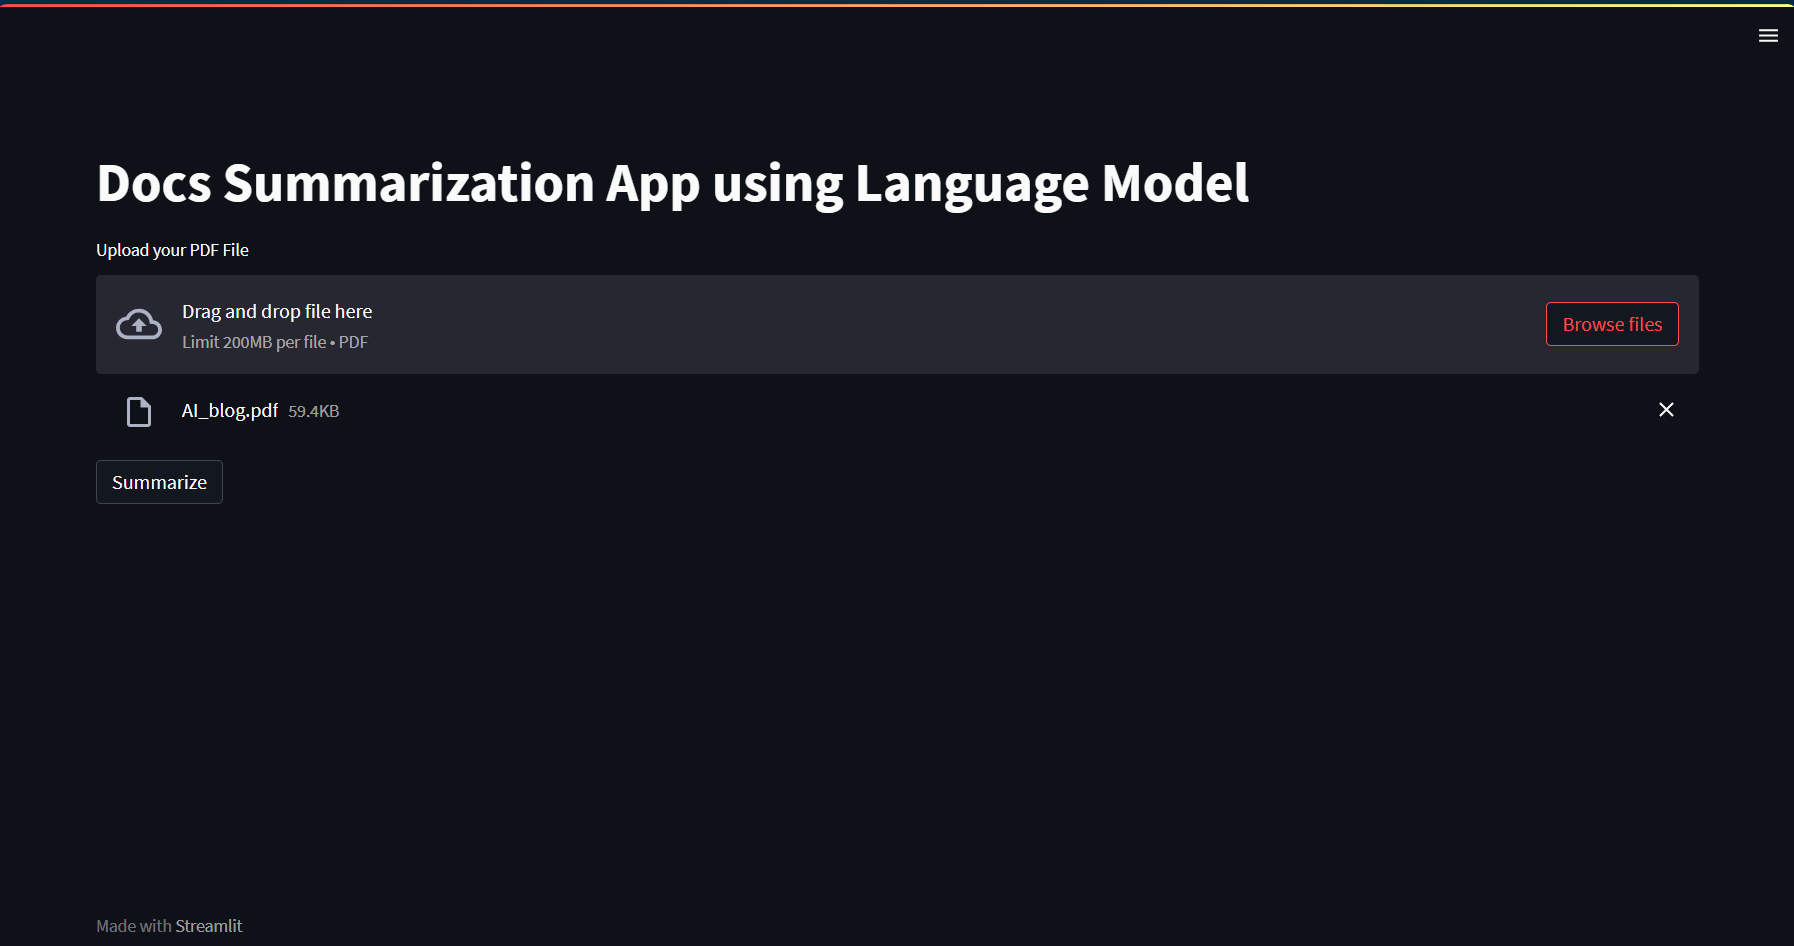 Docs Summarization App using Language Model
Upload your PDF File
Drag and drop file here
Limit 200MB per file • PDF
Browse files
AI_blog.pdf 59.4KB
Summarize
Made with Streamlit